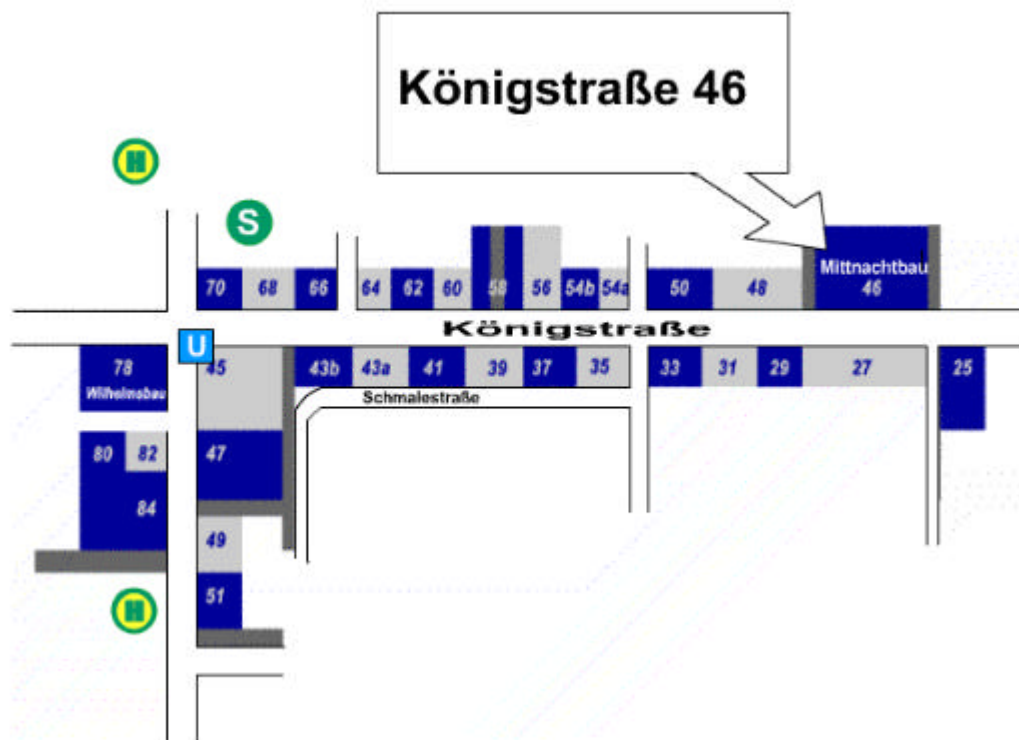 Königstraße 46
H
S
Mittnachtbau
70 68 66 64 62 60 58 56 54b 54a 50 48 46
Königstraße
U
78 45 43b 43a 41 39 37 35 33 31 29 27 25
Wilhelmsbau
Schmalestraße
80 82 47
84
49
51
H